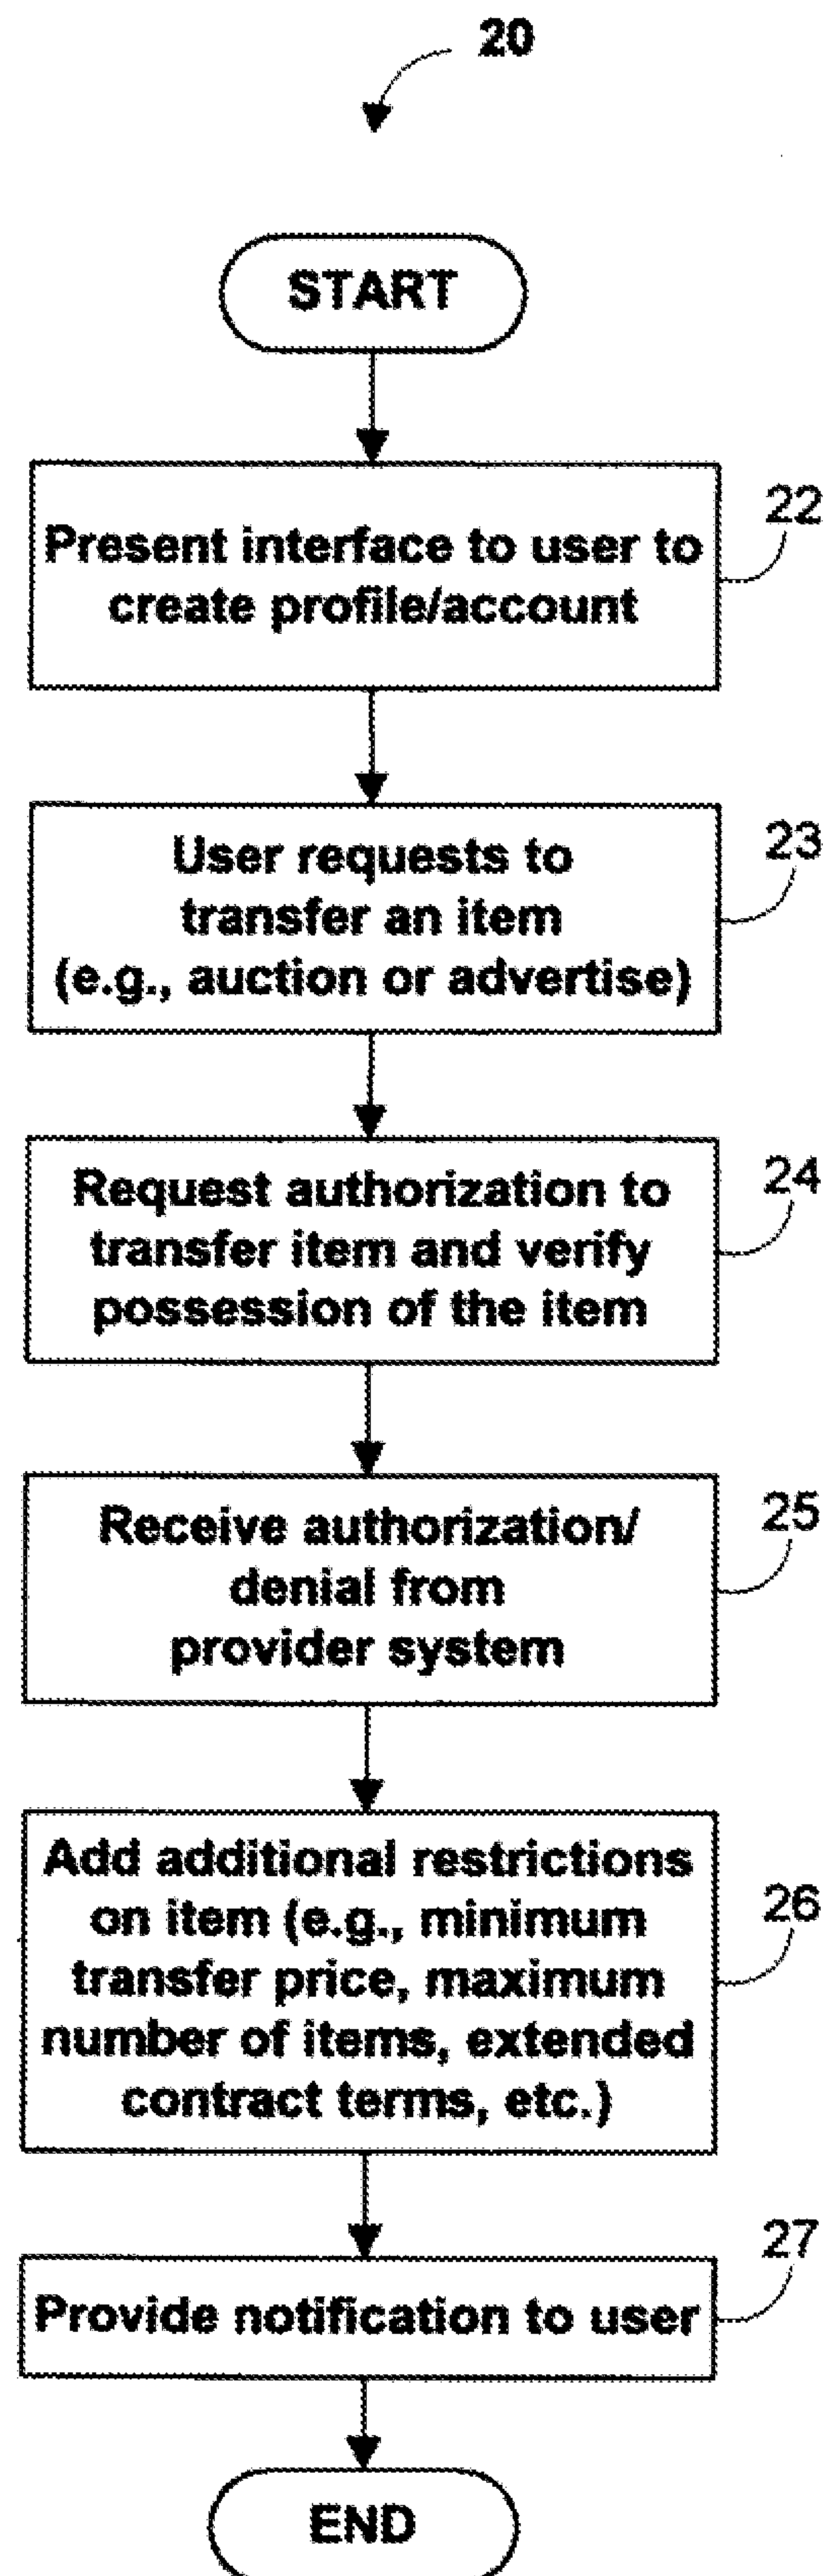 20
START
Present interface to user to
create profile/account
22
User requests to
transfer an item
(e.g., auction or advertise)
23
Request authorization to
transfer item and verify
possession of the item
24
Receive authorization/
denial from
provider system
25
Add additional restrictions
on item (e.g., minimum
transfer price, maximum
number of items, extended
contract terms, etc.)
26
Provide notification to user
27
END